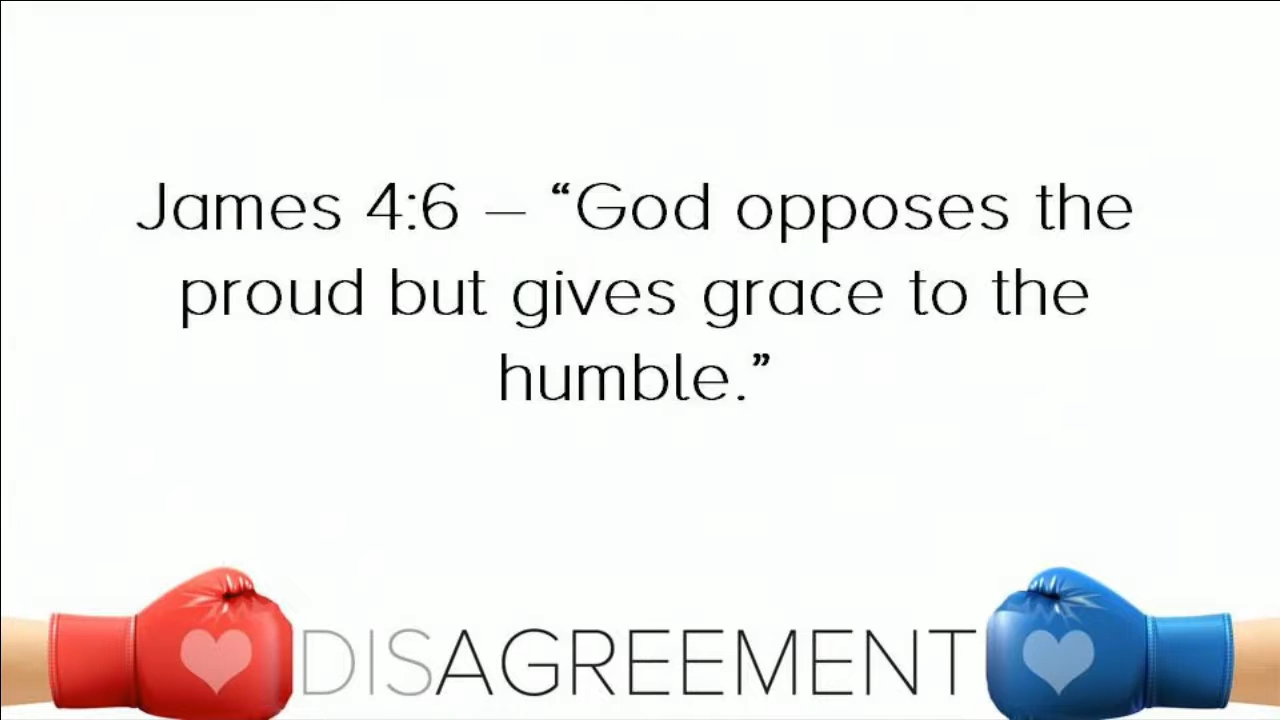 James 4:6 – “God opposes the
proud but gives grace to the
humble.”
DISAGREEMENT